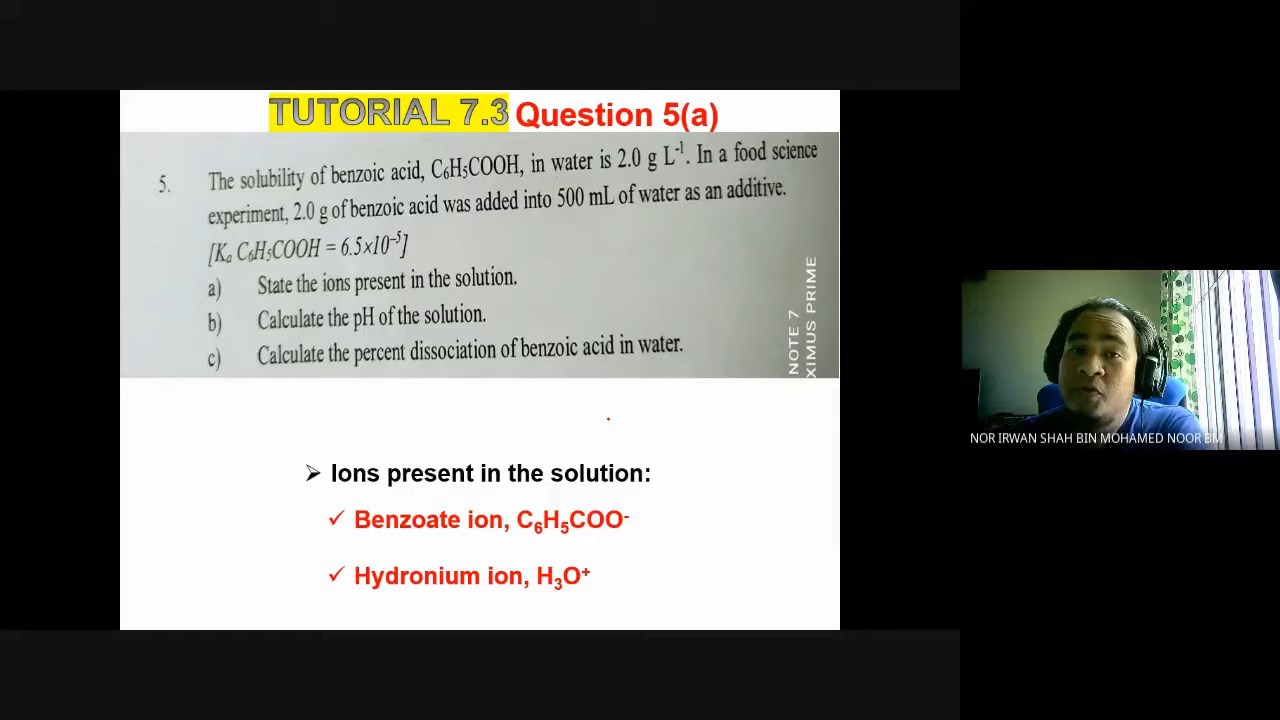 TUTORIAL 7.3 Question 5(a)
5. The solubility of benzoic acid, C₆H₅COOH, in water is 2.0 g L⁻¹. In a food science
experiment, 2.0 g of benzoic acid was added into 500 mL of water as an additive.
[Kₐ C₆H₅COOH = 6.5×10⁻⁵]
a) State the ions present in the solution.
b) Calculate the pH of the solution.
c) Calculate the percent dissociation of benzoic acid in water.
NOTE 7
XIMUS PRIME
➢ Ions present in the solution:
✓ Benzoate ion, C₆H₅COO⁻
✓ Hydronium ion, H₃O⁺
NOR IRWAN SHAH BIN MOHAMED NOOR BM